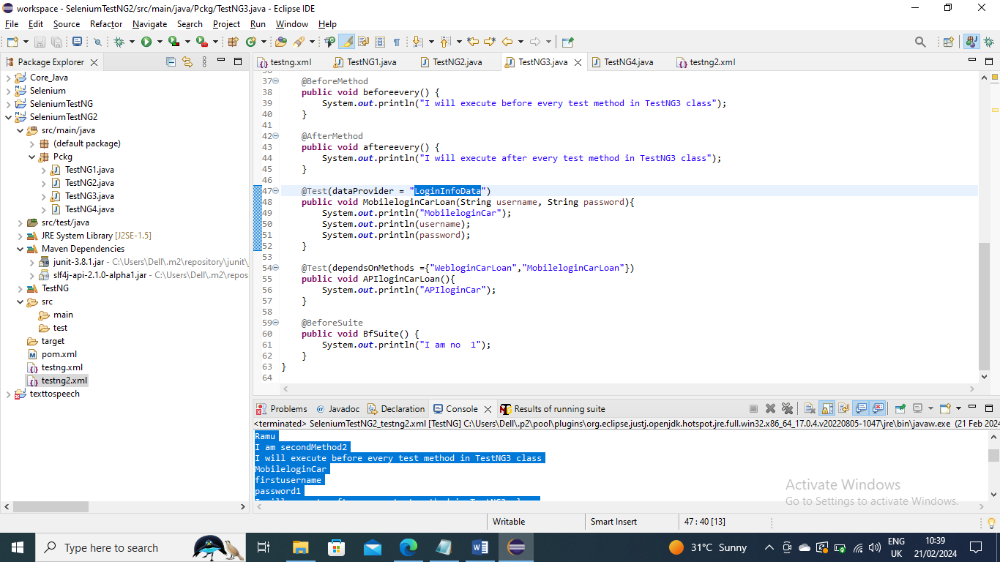 workspace - SeleniumTestNG2/src/main/java/Pckg/TestNG3.java - Eclipse IDE
File Edit Source Refactor Navigate Search Project Run Window Help
Package Explorer
Core_Java
Selenium
SeleniumTestNG
SeleniumTestNG2
src/main/java
(default package)
Pckg
TestNG1.java
TestNG2.java
TestNG3.java
TestNG4.java
src/test/java
JRE System Library [J2SE-1.5]
Maven Dependencies
junit-3.8.1.jar - C:\Users\Dell\.m2\repository\junit\
slf4j-api-2.1.0-alpha1.jar - C:\Users\Dell\.m2\repos
TestNG
src
main
test
target
pom.xml
testng.xml
testng2.xml
texttospeech
testng.xml TestNG1.java TestNG2.java TestNG3.java TestNG4.java testng2.xml
37 @BeforeMethod
38 public void beforeevery() {
39 System.out.println("I will execute before every test method in TestNG3 class");
40 }
41
42 @AfterMethod
43 public void aftereevery() {
44 System.out.println("I will execute after every test method in TestNG3 class");
45 }
46
47 @Test(dataProvider = "LoginInfoData")
48 public void MobileloginCarLoan(String username, String password){
49 System.out.println("MobileloginCar");
50 System.out.println(username);
51 System.out.println(password);
52 }
53
54 @Test(dependsOnMethods ={"WebloginCarLoan","MobileloginCarLoan"})
55 public void APIloginCarLoan(){
56 System.out.println("APIloginCar");
57 }
58
59 @BeforeSuite
60 public void BfSuite() {
61 System.out.println("I am no  1");
62 }
63 }
64
Problems Javadoc Declaration Console Results of running suite
<terminated> SeleniumTestNG2_testng2.xml [TestNG] C:\Users\Dell\.p2\pool\plugins\org.eclipse.justj.openjdk.hotspot.jre.full.win32.x86_64_17.0.4.v20220805-1047\jre\bin\javaw.exe (21 Feb 2024
Ramu
I am secondMethod2
I will execute before every test method in TestNG3 class
MobileloginCar
firstusername
password1
Activate Windows
Go to Settings to activate Windows.
Writable Smart Insert 47 : 40 [13]
Type here to search
31°C Sunny
ENG
UK
10:39
21/02/2024